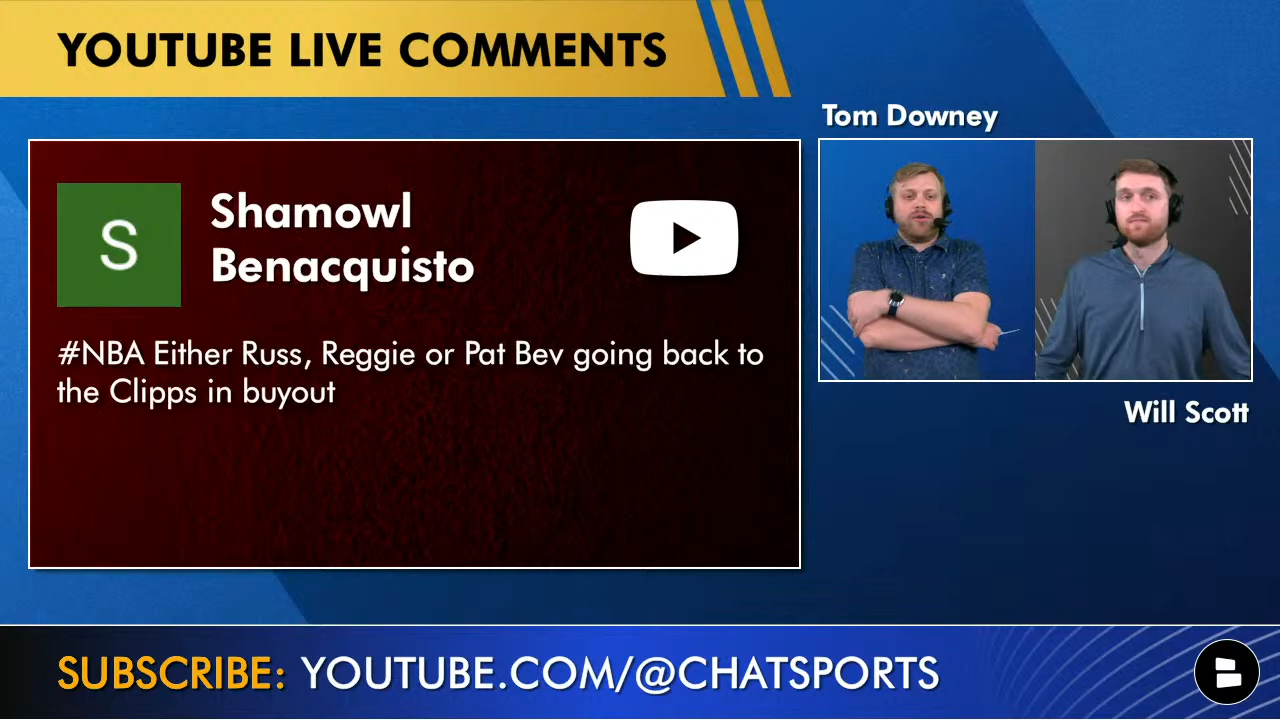 YOUTUBE LIVE COMMENTS
Tom Downey
S
Shamowl
Benacquisto
#NBA Either Russ, Reggie or Pat Bev going back to
the Clipps in buyout
Will Scott
SUBSCRIBE: YOUTUBE.COM/@CHATSPORTS